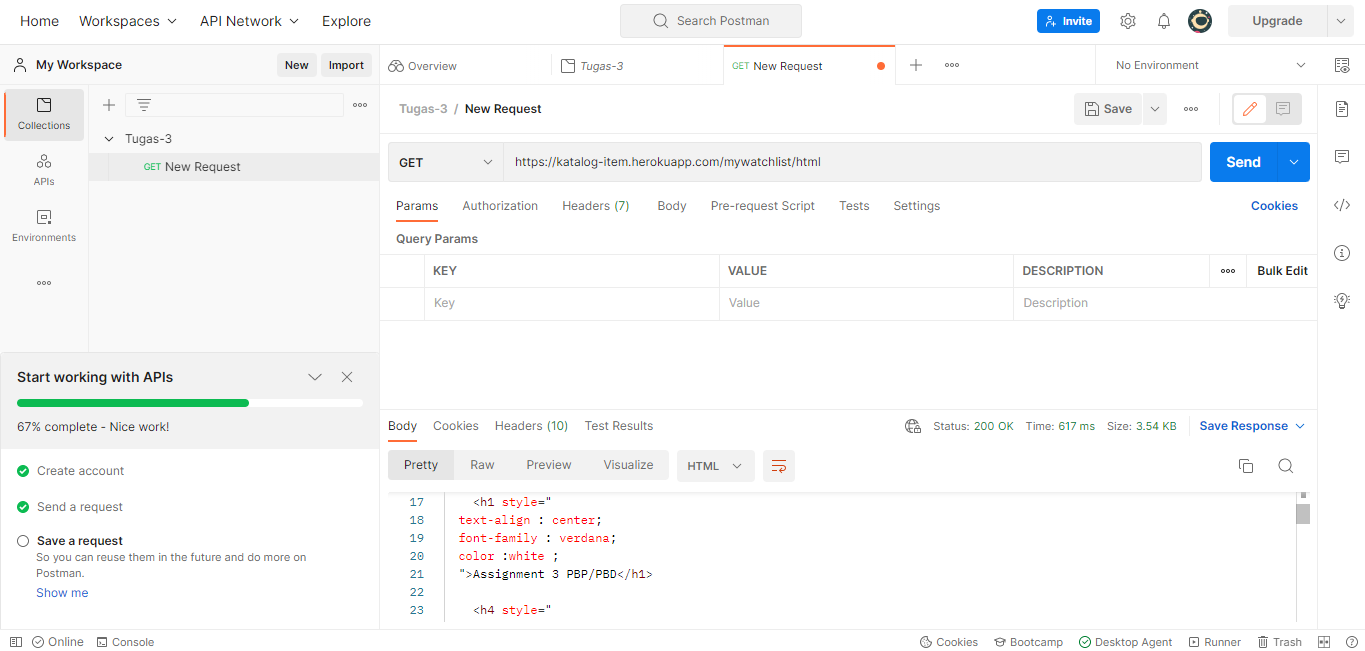 Home Workspaces API Network Explore Search Postman Invite Upgrade
My Workspace New Import Overview Tugas-3 GET New Request No Environment
Collections
APIs
Environments
Tugas-3
GET New Request
Tugas-3 / New Request Save
GET https://katalog-item.herokuapp.com/mywatchlist/html Send
Params Authorization Headers (7) Body Pre-request Script Tests Settings Cookies
Query Params
KEY VALUE DESCRIPTION Bulk Edit
Key Value Description
Start working with APIs
67% complete - Nice work!
Create account
Send a request
Save a request
So you can reuse them in the future and do more on
Postman.
Show me
Body Cookies Headers (10) Test Results Status: 200 OK Time: 617 ms Size: 3.54 KB Save Response
Pretty Raw Preview Visualize HTML
17 <h1 style="
18 text-align : center;
19 font-family : verdana;
20 color :white ;
21 ">Assignment 3 PBP/PBD</h1>
22
23 <h4 style="
Online Console Cookies Bootcamp Desktop Agent Runner Trash